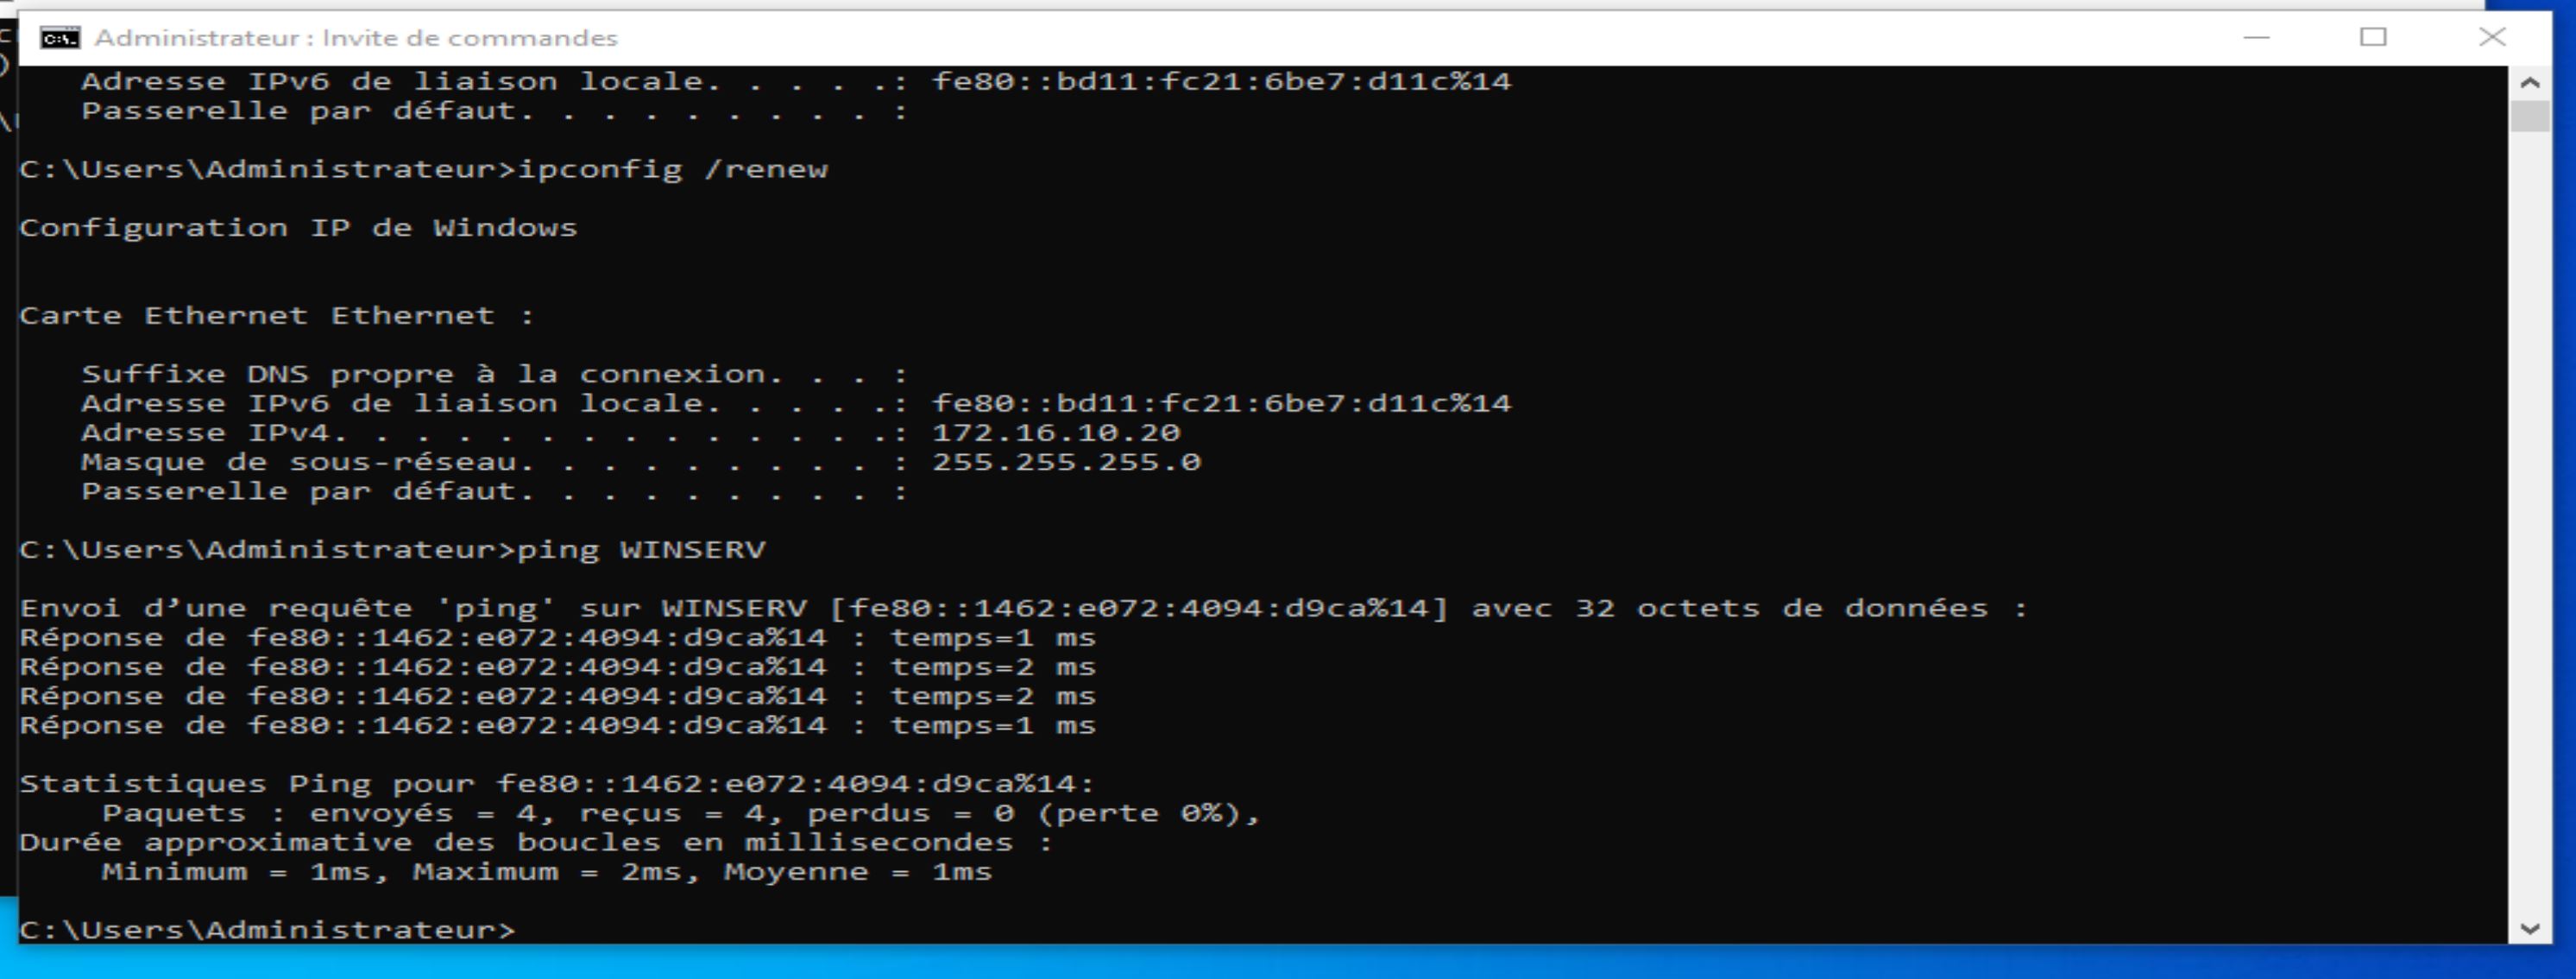 Administrateur : Invite de commandes
Adresse IPv6 de liaison locale. . . . .: fe80::bd11:fc21:6be7:d11c%14
Passerelle par défaut. . . . . . . . . :
C:\Users\Administrateur>ipconfig /renew
Configuration IP de Windows
Carte Ethernet Ethernet :
Suffixe DNS propre à la connexion. . . :
Adresse IPv6 de liaison locale. . . . .: fe80::bd11:fc21:6be7:d11c%14
Adresse IPv4. . . . . . . . . . . . . .: 172.16.10.20
Masque de sous-réseau. . . . . . . . . : 255.255.255.0
Passerelle par défaut. . . . . . . . . :
C:\Users\Administrateur>ping WINSERV
Envoi d’une requête 'ping' sur WINSERV [fe80::1462:e072:4094:d9ca%14] avec 32 octets de données :
Réponse de fe80::1462:e072:4094:d9ca%14 : temps=1 ms
Réponse de fe80::1462:e072:4094:d9ca%14 : temps=2 ms
Réponse de fe80::1462:e072:4094:d9ca%14 : temps=2 ms
Réponse de fe80::1462:e072:4094:d9ca%14 : temps=1 ms
Statistiques Ping pour fe80::1462:e072:4094:d9ca%14:
Paquets : envoyés = 4, reçus = 4, perdus = 0 (perte 0%),
Durée approximative des boucles en millisecondes :
Minimum = 1ms, Maximum = 2ms, Moyenne = 1ms
C:\Users\Administrateur>